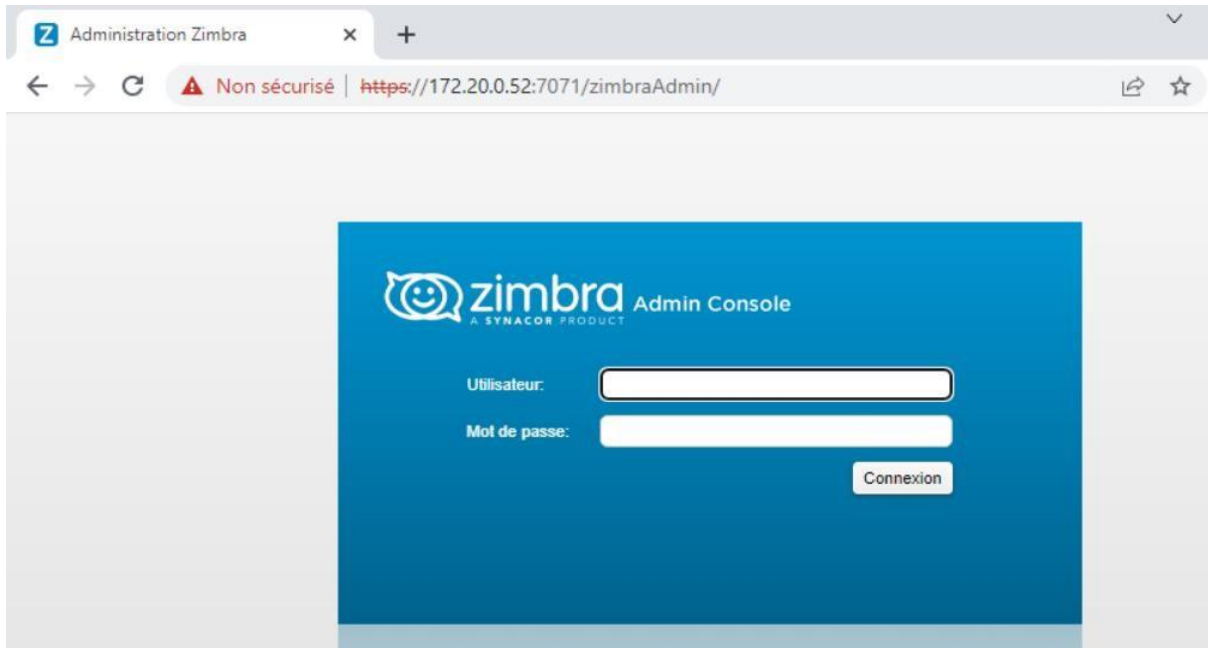 Z Administration Zimbra
Non sécurisé | https://172.20.0.52:7071/zimbraAdmin/
zimbra Admin Console
A SYNACOR PRODUCT
Utilisateur:
Mot de passe:
Connexion